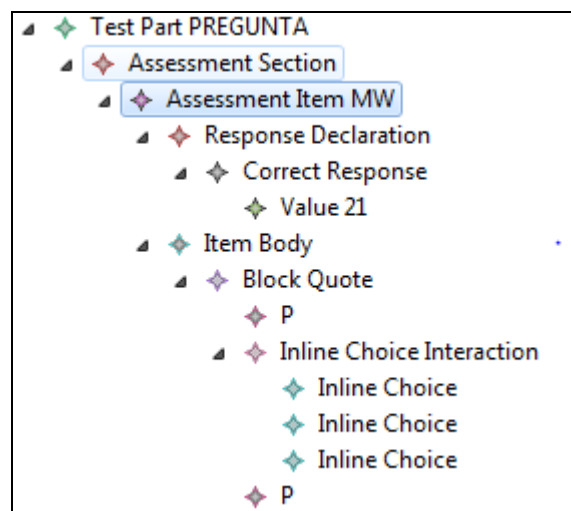 Test Part PREGUNTA
Assessment Section
Assessment Item MW
Response Declaration
Correct Response
Value 21
Item Body
Block Quote
P
Inline Choice Interaction
Inline Choice
Inline Choice
Inline Choice
P